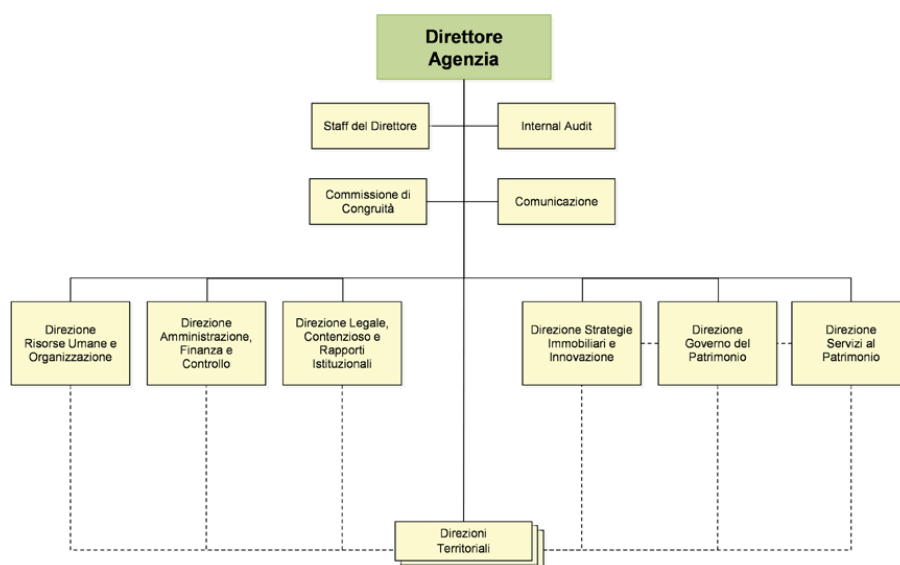 Direttore
Agenzia
Staff del Direttore
Internal Audit
Commissione di
Congruità
Comunicazione
Direzione
Risorse Umane e
Organizzazione
Direzione
Amministrazione,
Finanza e
Controllo
Direzione Legale,
Contenzioso e
Rapporti
Istituzionali
Direzione Strategie
Immobiliari e
Innovazione
Direzione
Governo del
Patrimonio
Direzione
Servizi al
Patrimonio
Direzioni
Territoriali